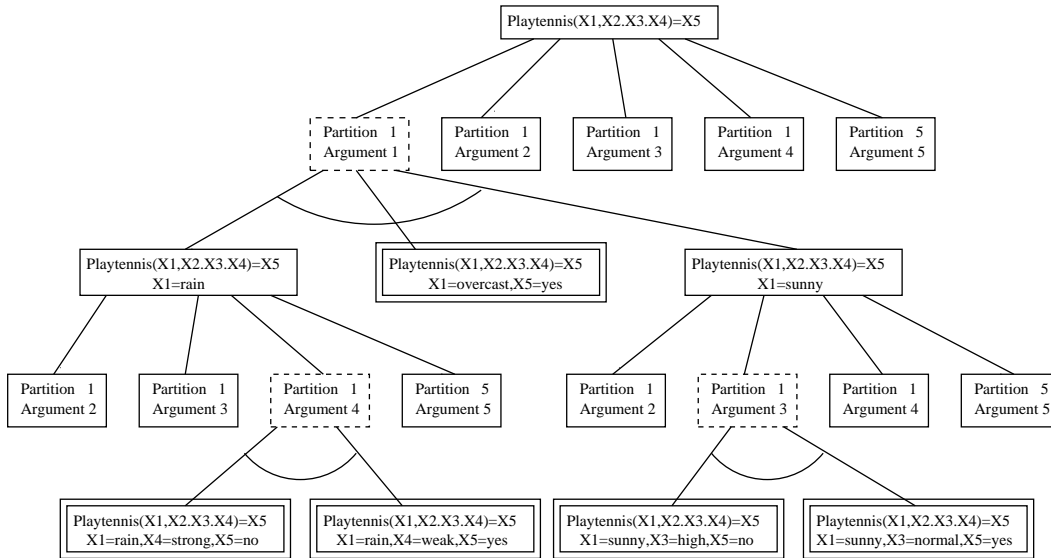 Playtennis(X1,X2.X3.X4)=X5
Partition 1
Argument 1
Partition 1
Argument 2
Partition 1
Argument 3
Partition 1
Argument 4
Partition 5
Argument 5
Playtennis(X1,X2.X3.X4)=X5
X1=rain
Playtennis(X1,X2.X3.X4)=X5
X1=overcast,X5=yes
Playtennis(X1,X2.X3.X4)=X5
X1=sunny
Partition 1
Argument 2
Partition 1
Argument 3
Partition 1
Argument 4
Partition 5
Argument 5
Partition 1
Argument 2
Partition 1
Argument 3
Partition 1
Argument 4
Partition 5
Argument 5
Playtennis(X1,X2.X3.X4)=X5
X1=rain,X4=strong,X5=no
Playtennis(X1,X2.X3.X4)=X5
X1=rain,X4=weak,X5=yes
Playtennis(X1,X2.X3.X4)=X5
X1=sunny,X3=high,X5=no
Playtennis(X1,X2.X3.X4)=X5
X1=sunny,X3=normal,X5=yes